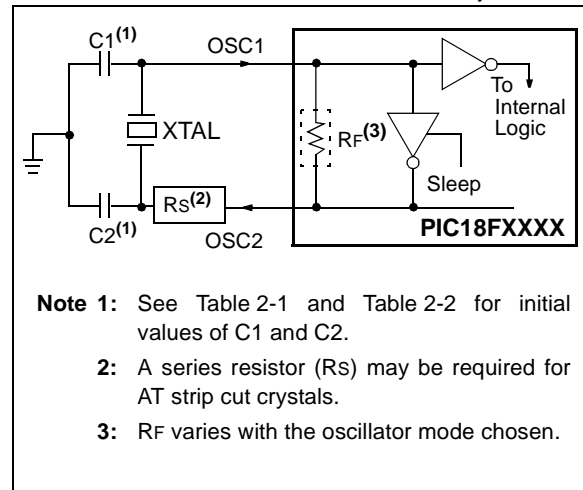 C1(1)
OSC1
To
Internal
Logic
XTAL
RF(3)
Sleep
RS(2)
C2(1)
OSC2
PIC18FXXXX
Note 1: See Table 2-1 and Table 2-2 for initial
values of C1 and C2.
2: A series resistor (RS) may be required for
AT strip cut crystals.
3: RF varies with the oscillator mode chosen.